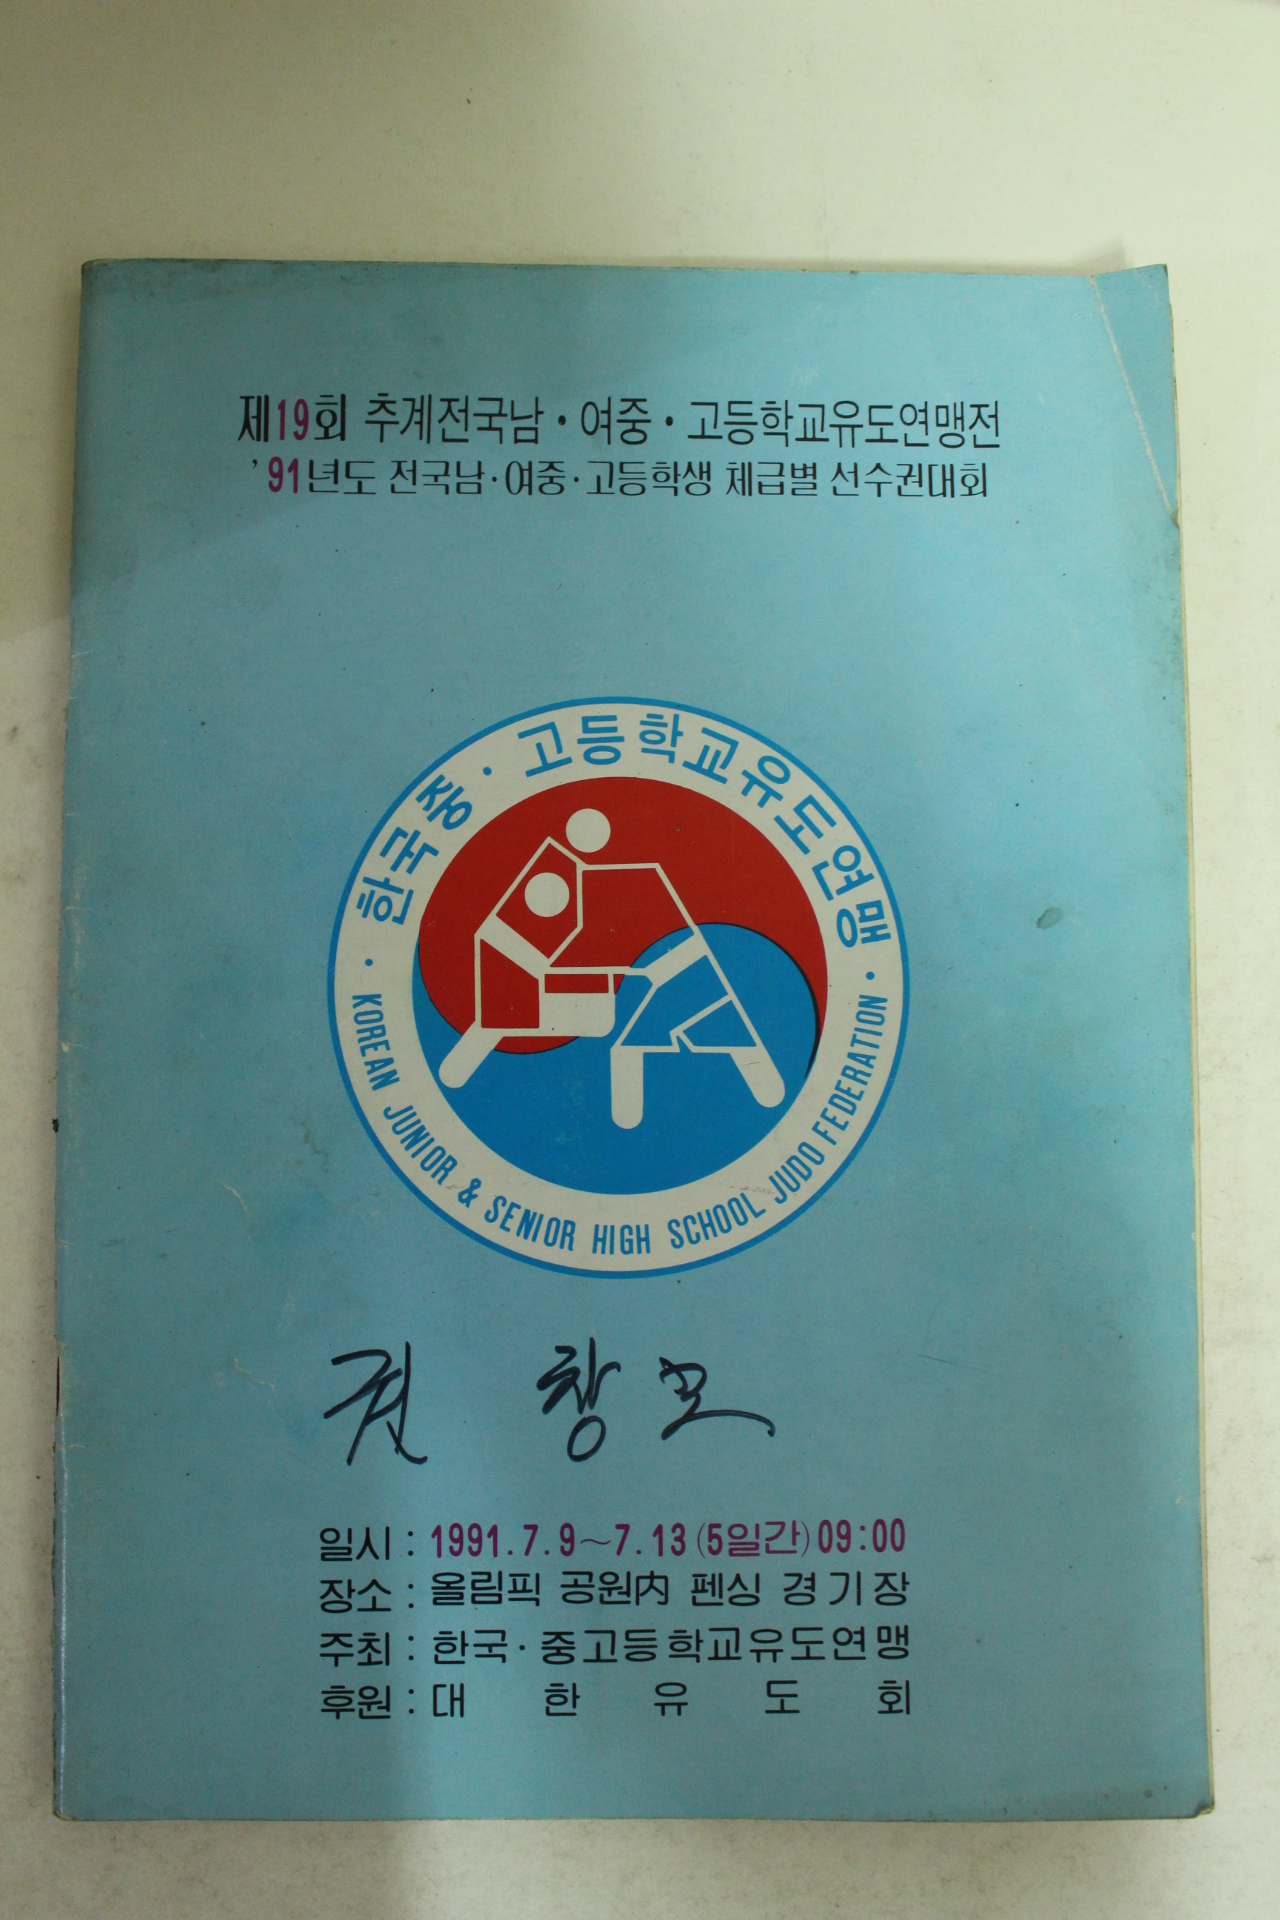 제19회 추계전국남·여중·고등학교유도연맹전
'91년도 전국남·여중·고등학생 체급별 선수권대회
· 한국중·고등학교유도연맹 ·
KOREAN JUNIOR & SENIOR HIGH SCHOOL JUDO FEDERATION
권 창모
일시 : 1991.7.9~7.13(5일간)09:00
장소 : 올림픽 공원内 펜싱 경기장
주최 : 한국·중고등학교유도연맹
후원 : 대한유도회